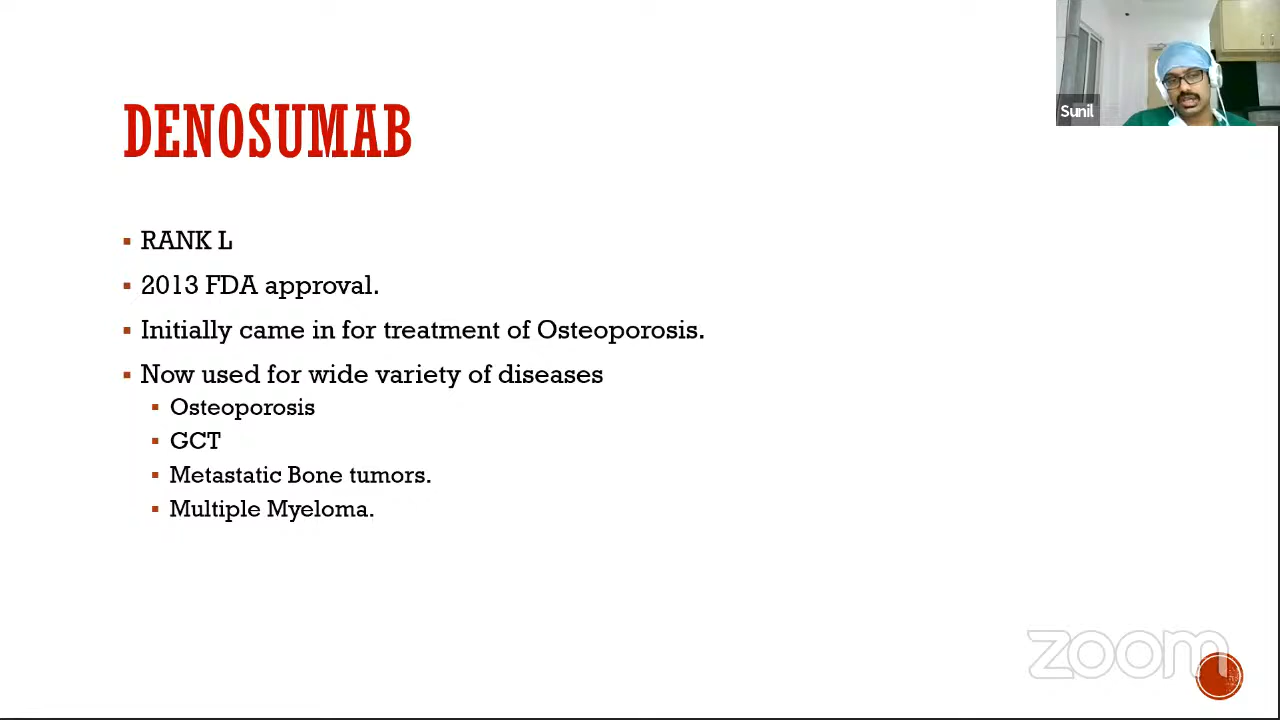 Sunil
DENOSUMAB
RANK L
2013 FDA approval.
Initially came in for treatment of Osteoporosis.
Now used for wide variety of diseases
Osteoporosis
GCT
Metastatic Bone tumors.
Multiple Myeloma.
zoom